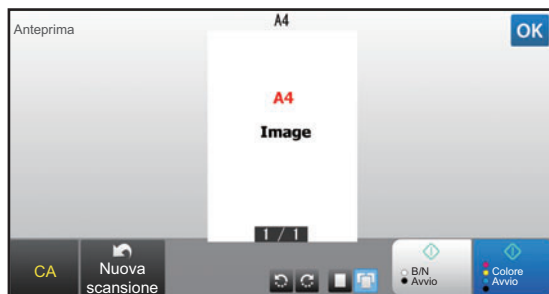 Anteprima
A4
OK
A4
Image
1 / 1
CA
Nuova
scansione
B/N
Avvio
Colore
Avvio